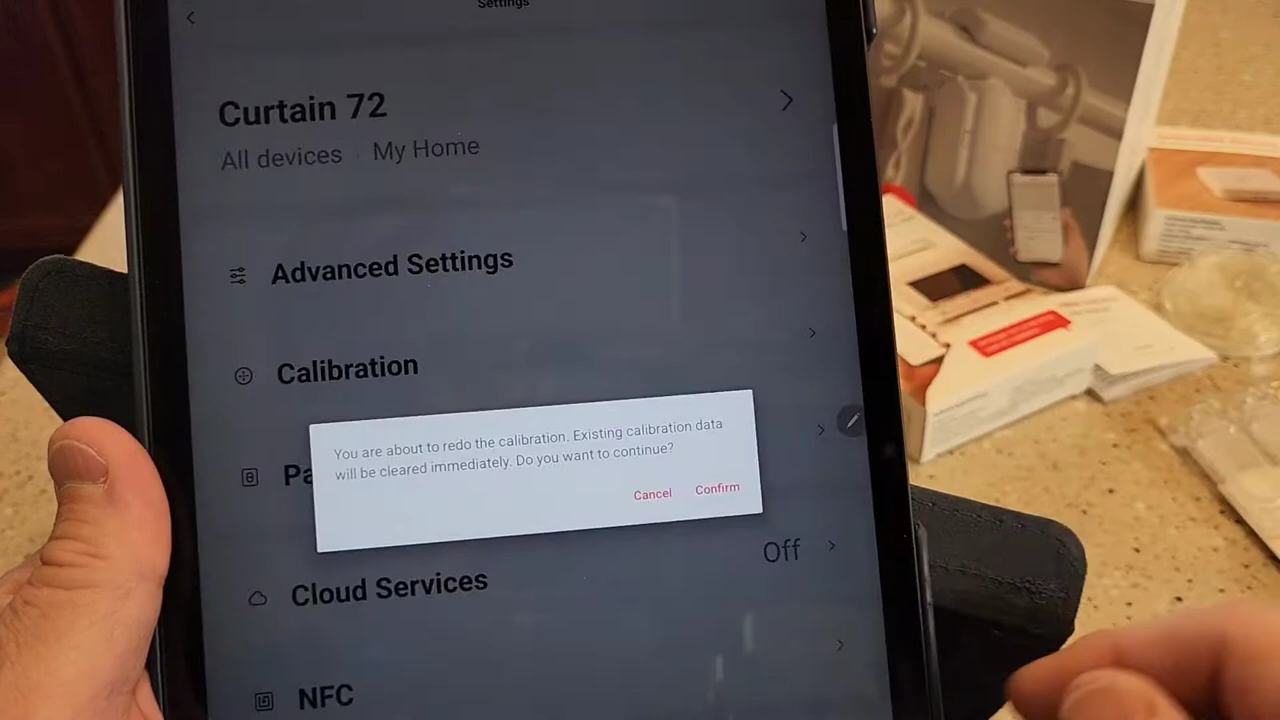 Settings
Curtain 72
All devices My Home
Advanced Settings
Calibration
Pa
You are about to redo the calibration. Existing calibration data
will be cleared immediately. Do you want to continue?
Cancel Confirm
Off
Cloud Services
NFC